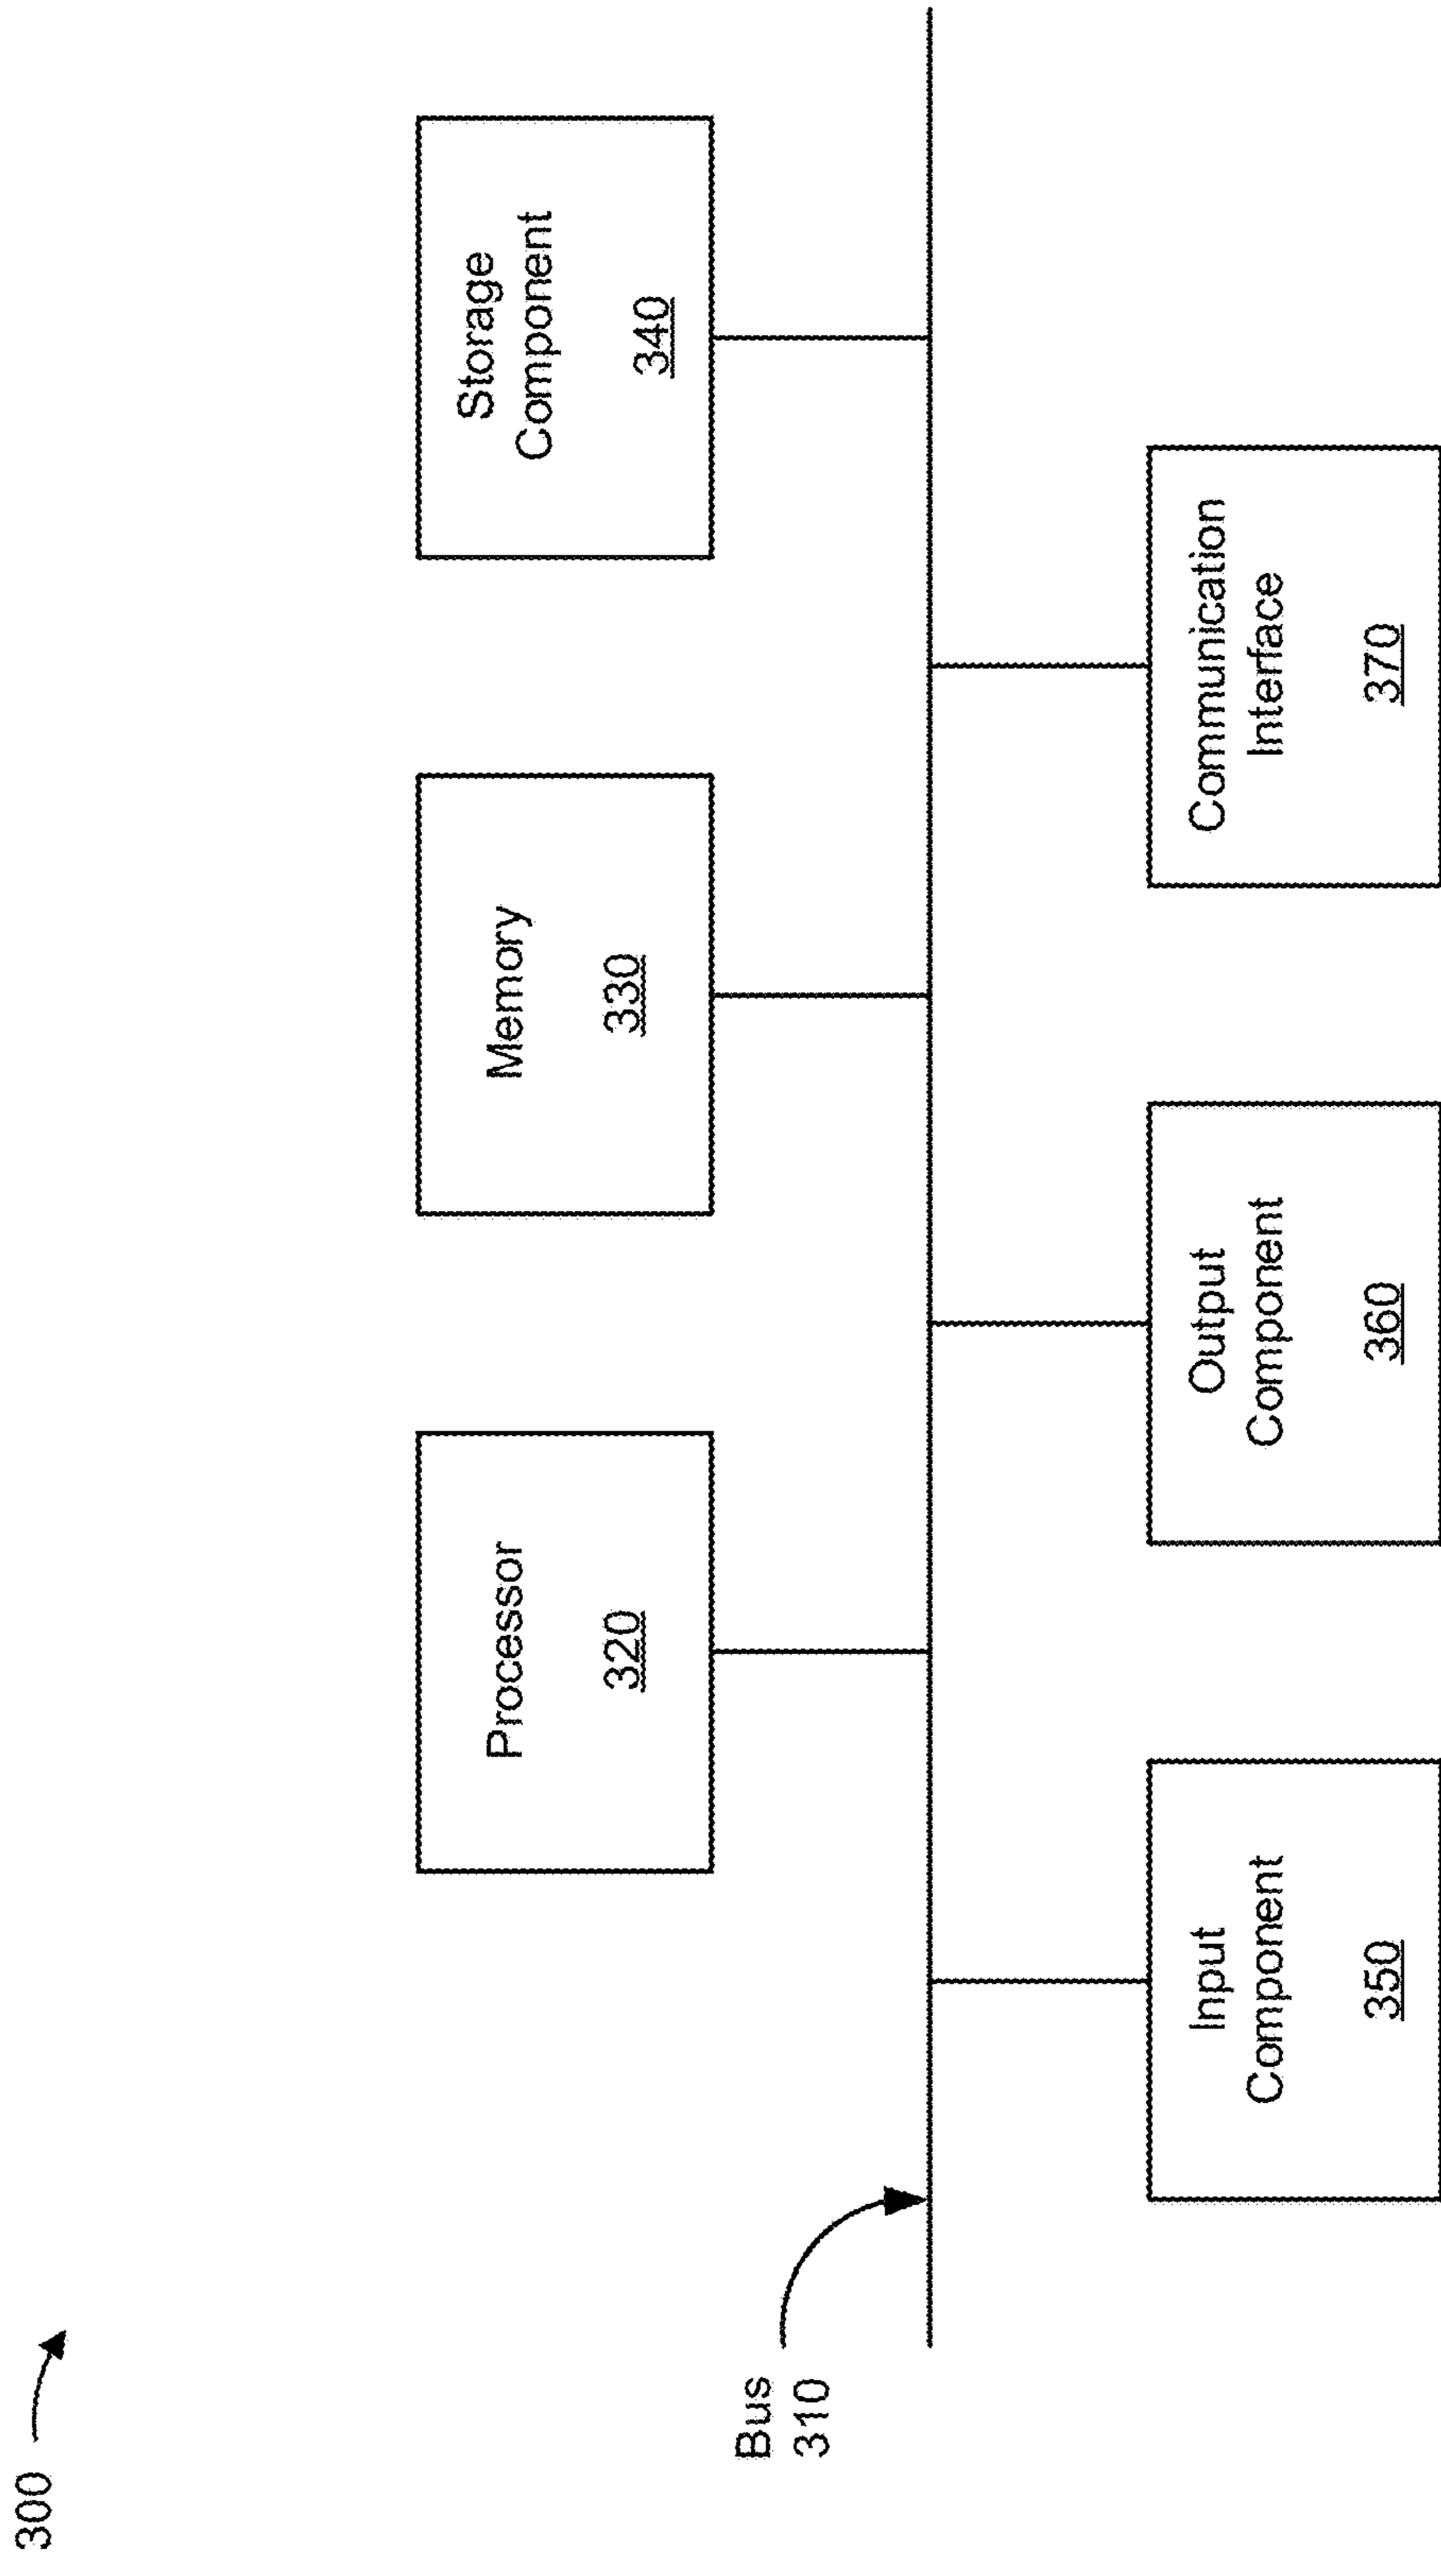 300
Processor
320
Memory
330
Storage
Component
340
Bus
310
Input
Component
350
Output
Component
360
Communication
Interface
370